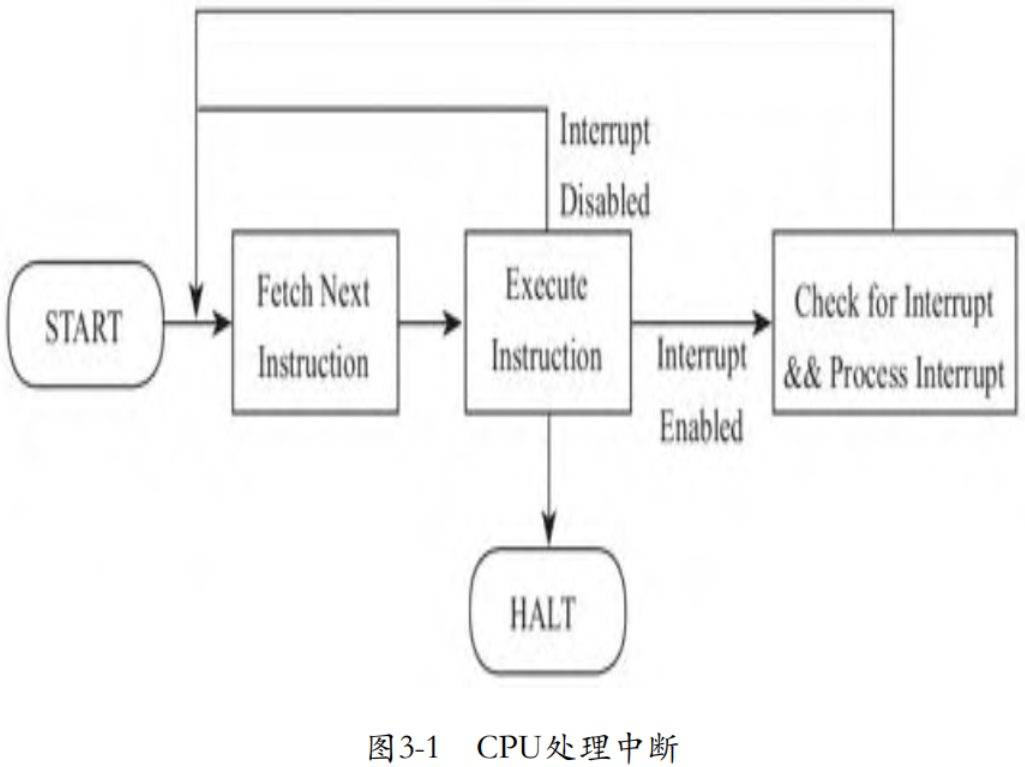 Interrupt
Disabled
START
Fetch Next
Instruction
Execute
Instruction
Interrupt
Enabled
Check for Interrupt
&& Process Interrupt
HALT
图3-1 CPU处理中断